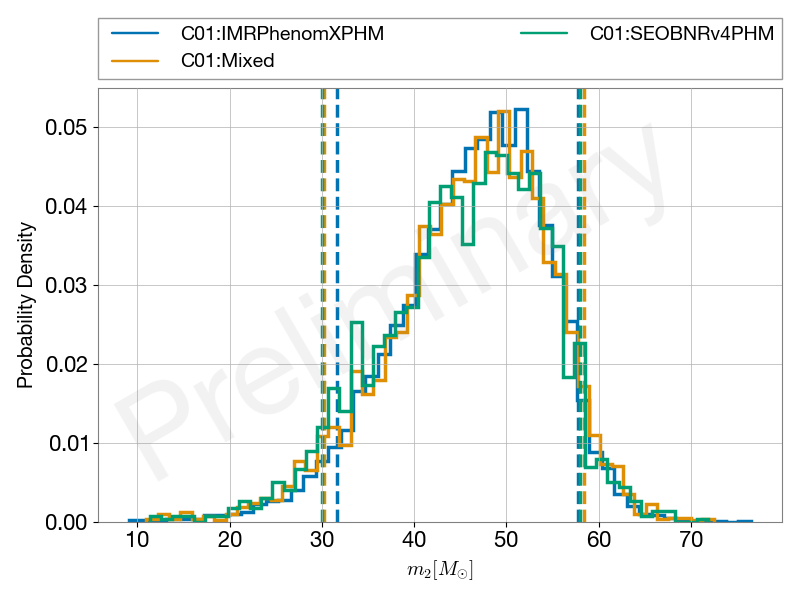 C01:IMRPhenomXPHM
C01:Mixed
C01:SEOBNRv4PHM
Preliminary
Probability Density
0.05
0.04
0.03
0.02
0.01
0.00
10 20 30 40 50 60 70
m₂[M☉]